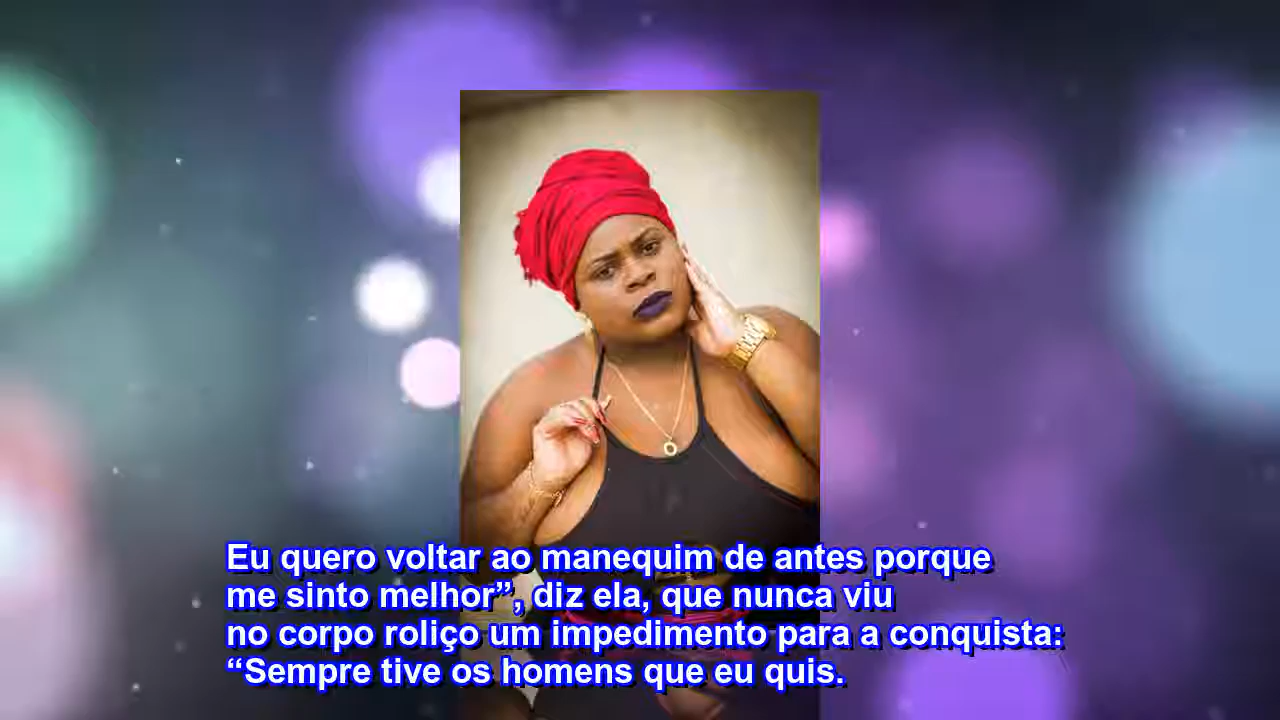 Eu quero voltar ao manequim de antes porque
me sinto melhor”, diz ela, que nunca viu
no corpo roliço um impedimento para a conquista:
“Sempre tive os homens que eu quis.